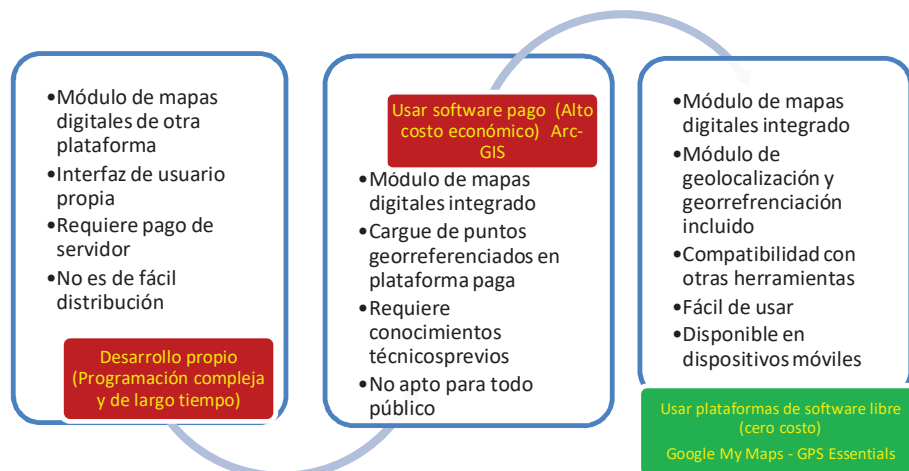 •Módulo de mapas
digitales de otra
plataforma
•Interfaz de usuario
propia
•Requiere pago de
servidor
•No es de fácil
distribución
Desarrollo propio
(Programación compleja
y de largo tiempo)
Usar software pago (Alto
costo económico) Arc-
GIS
•Módulo de mapas
digitales integrado
•Cargue de puntos
georreferenciados en
plataforma paga
•Requiere
conocimientos
técnicosprevios
•No apto para todo
público
•Módulo de mapas
digitales integrado
•Módulo de
geolocalización y
georrefrenciación
incluido
•Compatibilidad con
otras herramientas
•Fácil de usar
•Disponible en
dispositivos móviles
Usar plataformas de software libre
(cero costo)
Google My Maps - GPS Essentials